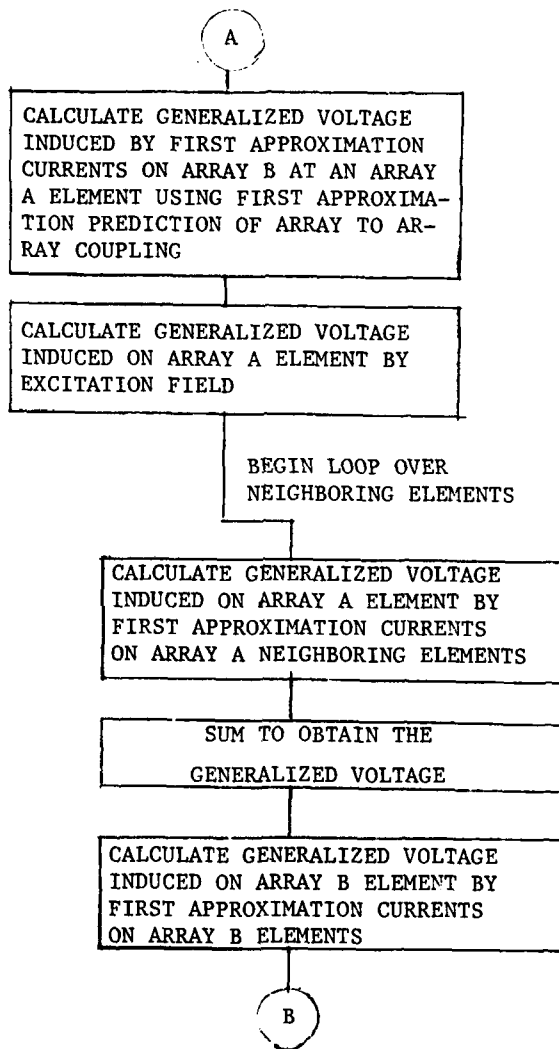 A
CALCULATE GENERALIZED VOLTAGE
INDUCED BY FIRST APPROXIMATION
CURRENTS ON ARRAY B AT AN ARRAY
A ELEMENT USING FIRST APPROXIMA-
TION PREDICTION OF ARRAY TO AR-
RAY COUPLING
CALCULATE GENERALIZED VOLTAGE
INDUCED ON ARRAY A ELEMENT BY
EXCITATION FIELD
BEGIN LOOP OVER
NEIGHBORING ELEMENTS
CALCULATE GENERALIZED VOLTAGE
INDUCED ON ARRAY A ELEMENT BY
FIRST APPROXIMATION CURRENTS
ON ARRAY A NEIGHBORING ELEMENTS
SUM TO OBTAIN THE
GENERALIZED VOLTAGE
CALCULATE GENERALIZED VOLTAGE
INDUCED ON ARRAY B ELEMENT BY
FIRST APPROXIMATION CURRENTS
ON ARRAY B ELEMENTS
B